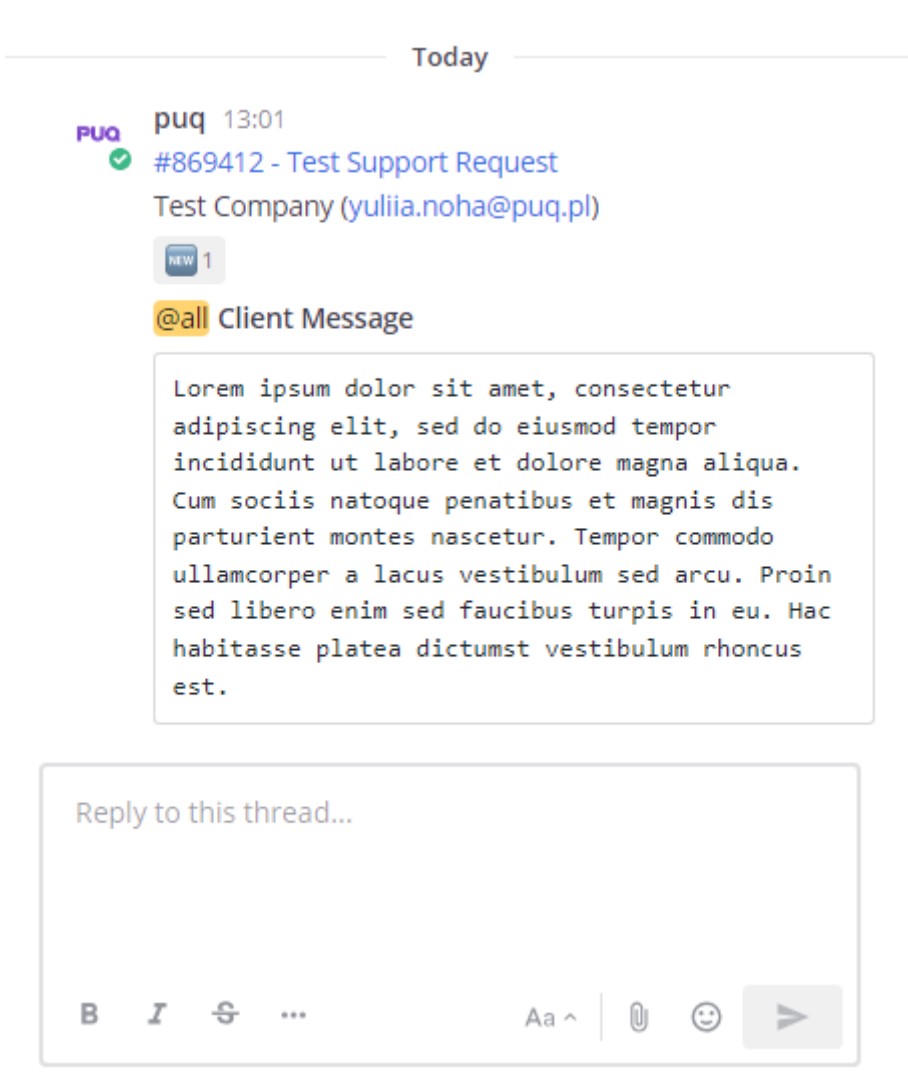 Today
puq 13:01
PUQ
#869412 - Test Support Request
Test Company (yuliia.noha@puq.pl)
NEW 1
@all Client Message
Lorem ipsum dolor sit amet, consectetur
adipiscing elit, sed do eiusmod tempor
incididunt ut labore et dolore magna aliqua.
Cum sociis natoque penatibus et magnis dis
parturient montes nascetur. Tempor commodo
ullamcorper a lacus vestibulum sed arcu. Proin
sed libero enim sed faucibus turpis in eu. Hac
habitasse platea dictumst vestibulum rhoncus
est.
Reply to this thread...
B I S ... Aa